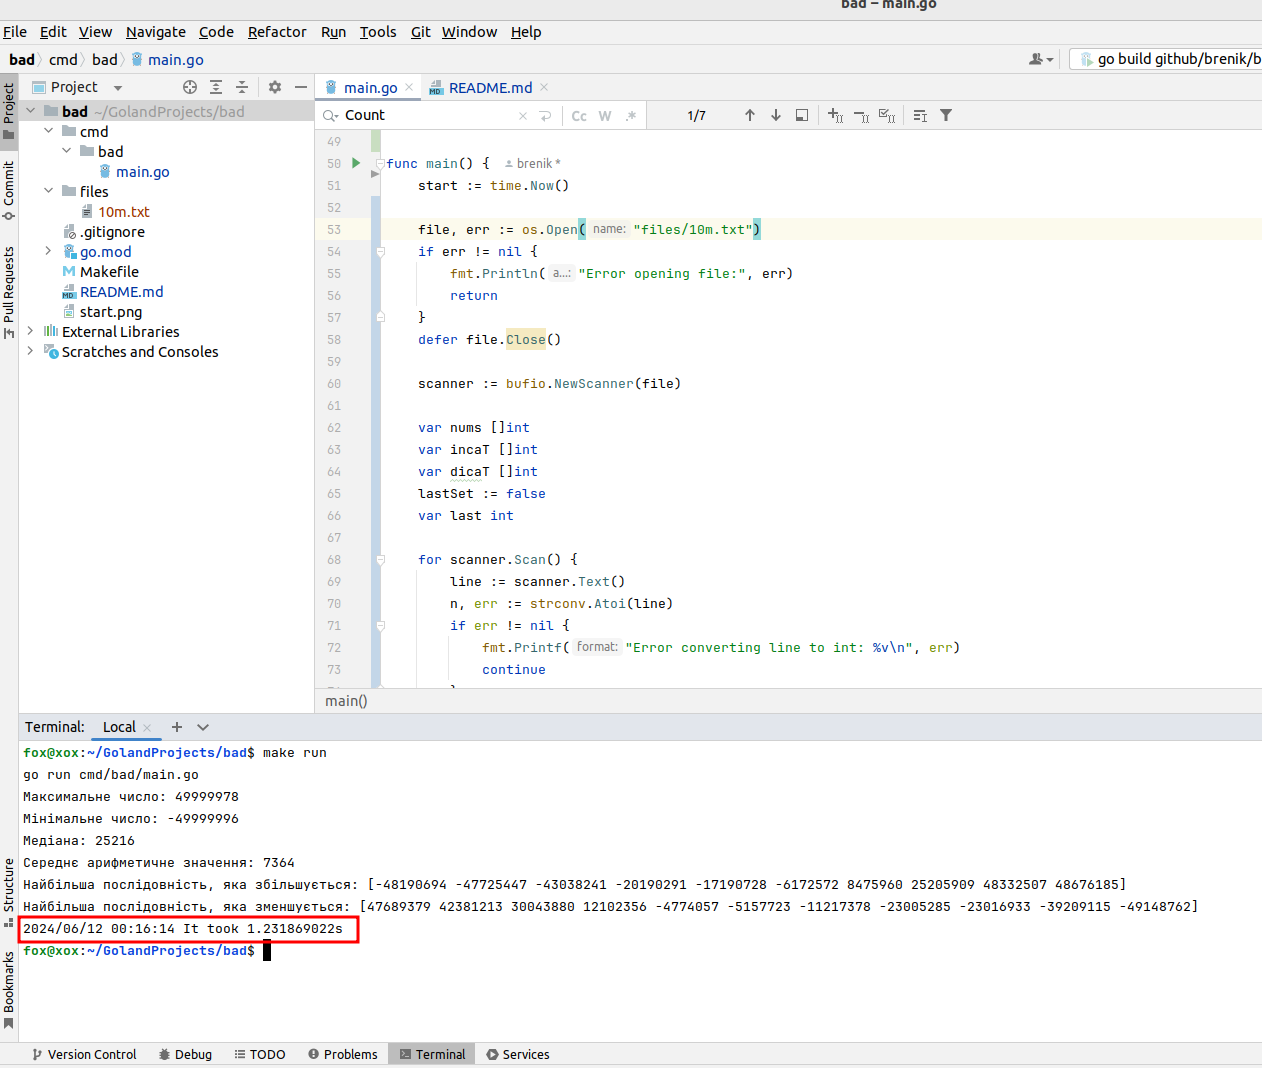 bad – main.go
File Edit View Navigate Code Refactor Run Tools Git Window Help
bad cmd bad main.go
go build github/brenik/b
Project
main.go
README.md
Project
bad ~/GolandProjects/bad
cmd
bad
main.go
files
10m.txt
.gitignore
go.mod
Makefile
README.md
start.png
External Libraries
Scratches and Consoles
Commit
Pull Requests
Structure
Bookmarks
Count
Cc W .*
1/7
49
50 func main() { brenik *
51 start := time.Now()
52
53 file, err := os.Open( name: "files/10m.txt")
54 if err != nil {
55 fmt.Println( a...: "Error opening file:", err)
56 return
57 }
58 defer file.Close()
59
60 scanner := bufio.NewScanner(file)
61
62 var nums []int
63 var incaT []int
64 var dicaT []int
65 lastSet := false
66 var last int
67
68 for scanner.Scan() {
69 line := scanner.Text()
70 n, err := strconv.Atoi(line)
71 if err != nil {
72 fmt.Printf( format: "Error converting line to int: %v\n", err)
73 continue
main()
Terminal: Local
fox@xox:~/GolandProjects/bad$ make run
go run cmd/bad/main.go
Максимальне число: 49999978
Мінімальне число: -49999996
Медіана: 25216
Середнє арифметичне значення: 7364
Найбільша послідовність, яка збільшується: [-48190694 -47725447 -43038241 -20190291 -17190728 -6172572 8475960 25205909 48332507 48676185]
Найбільша послідовність, яка зменшується: [47689379 42381213 30043880 12102356 -4774057 -5157723 -11217378 -23005285 -23016933 -39209115 -49148762]
2024/06/12 00:16:14 It took 1.231869022s
fox@xox:~/GolandProjects/bad$
Version Control Debug TODO Problems Terminal Services